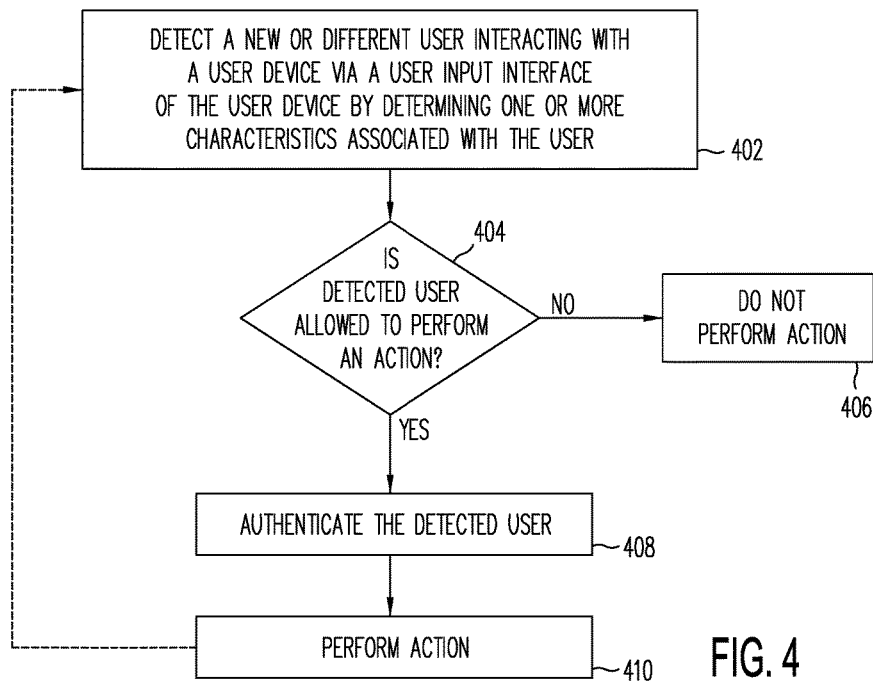 DETECT A NEW OR DIFFERENT USER INTERACTING WITH
A USER DEVICE VIA A USER INPUT INTERFACE
OF THE USER DEVICE BY DETERMINING ONE OR MORE
CHARACTERISTICS ASSOCIATED WITH THE USER
402
404
IS
DETECTED USER
ALLOWED TO PERFORM
AN ACTION?
NO
DO NOT
PERFORM ACTION
406
YES
AUTHENTICATE THE DETECTED USER
408
PERFORM ACTION
410
FIG. 4